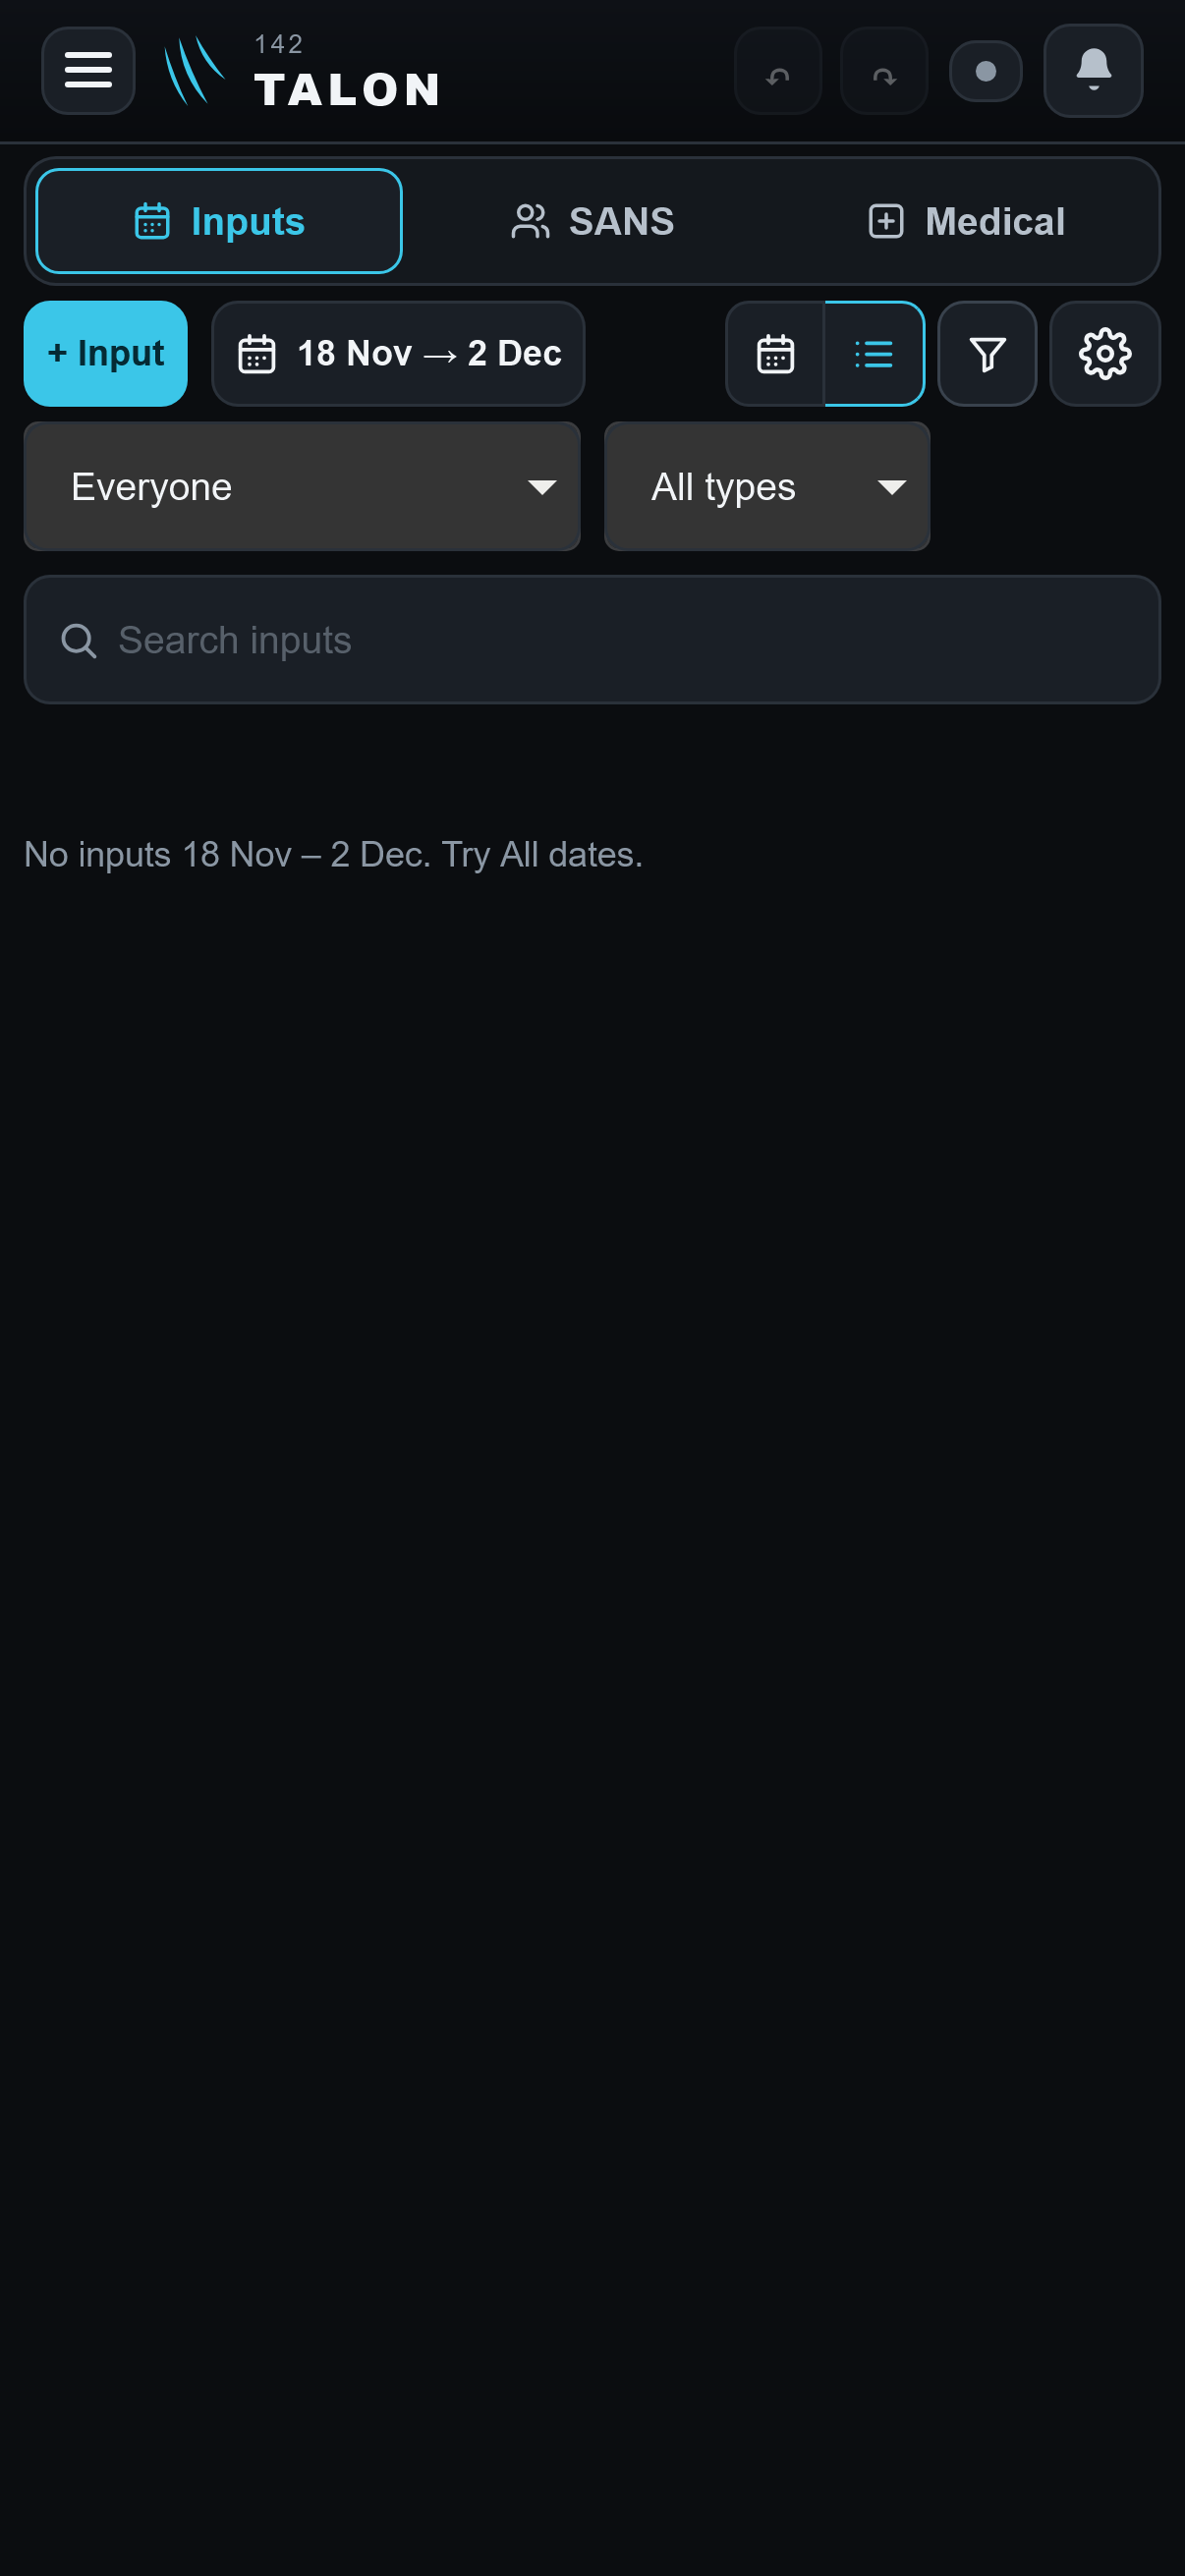 142
TALON
Inputs
SANS
Medical
+ Input
18 Nov → 2 Dec
Everyone
All types
Search inputs
No inputs 18 Nov – 2 Dec. Try All dates.